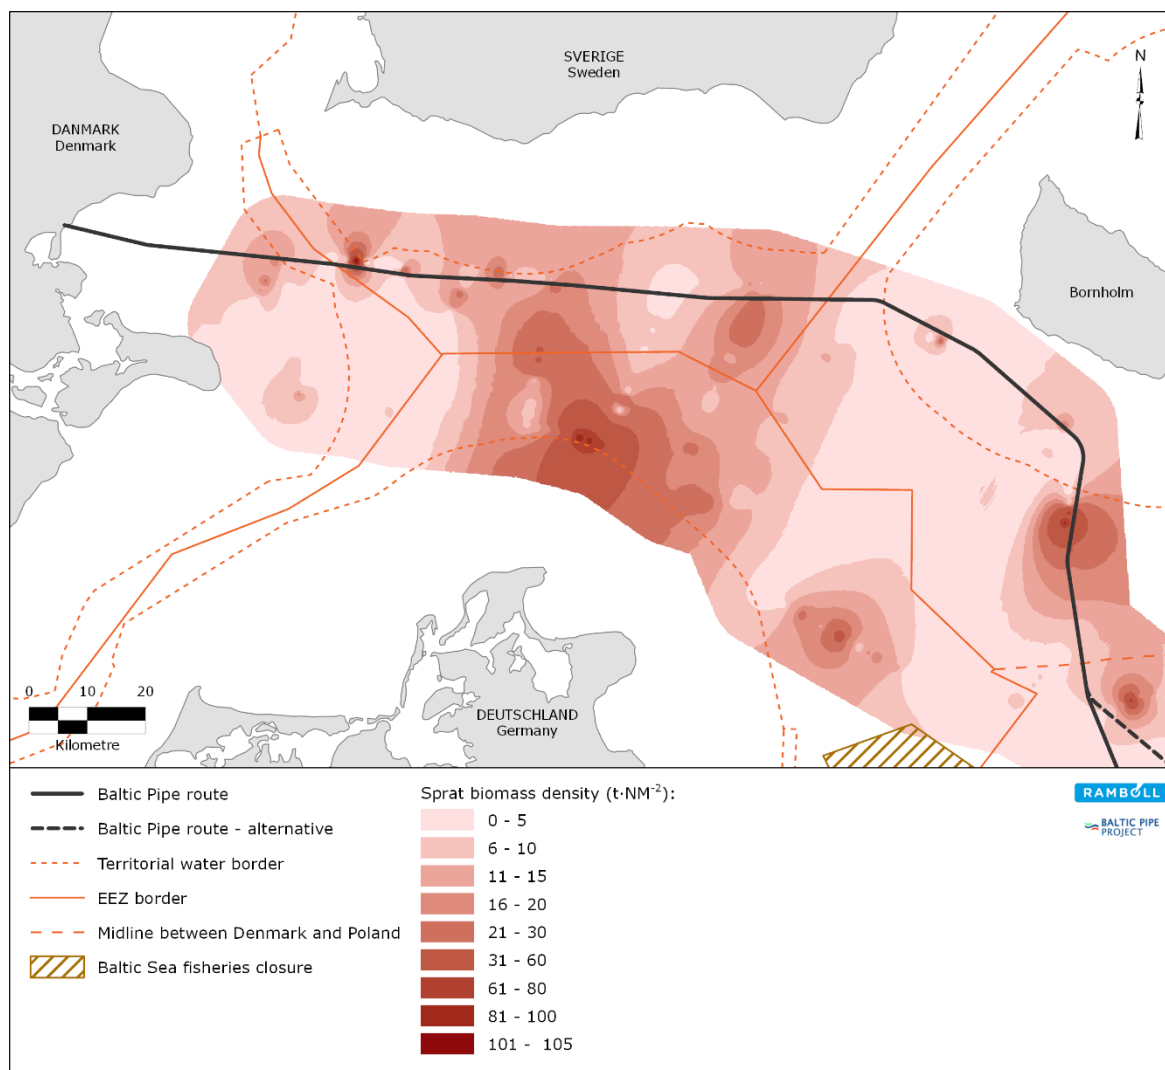 SVERIGE
Sweden
N
DANMARK
Denmark
Bornholm
0 10 20
Kilometre
DEUTSCHLAND
Germany
Baltic Pipe route
Baltic Pipe route - alternative
Territorial water border
EEZ border
Midline between Denmark and Poland
Baltic Sea fisheries closure
Sprat biomass density (t·NM-2):
0 - 5
6 - 10
11 - 15
16 - 20
21 - 30
31 - 60
61 - 80
81 - 100
101 - 105
RAMBOLL
BALTIC PIPE
PROJECT